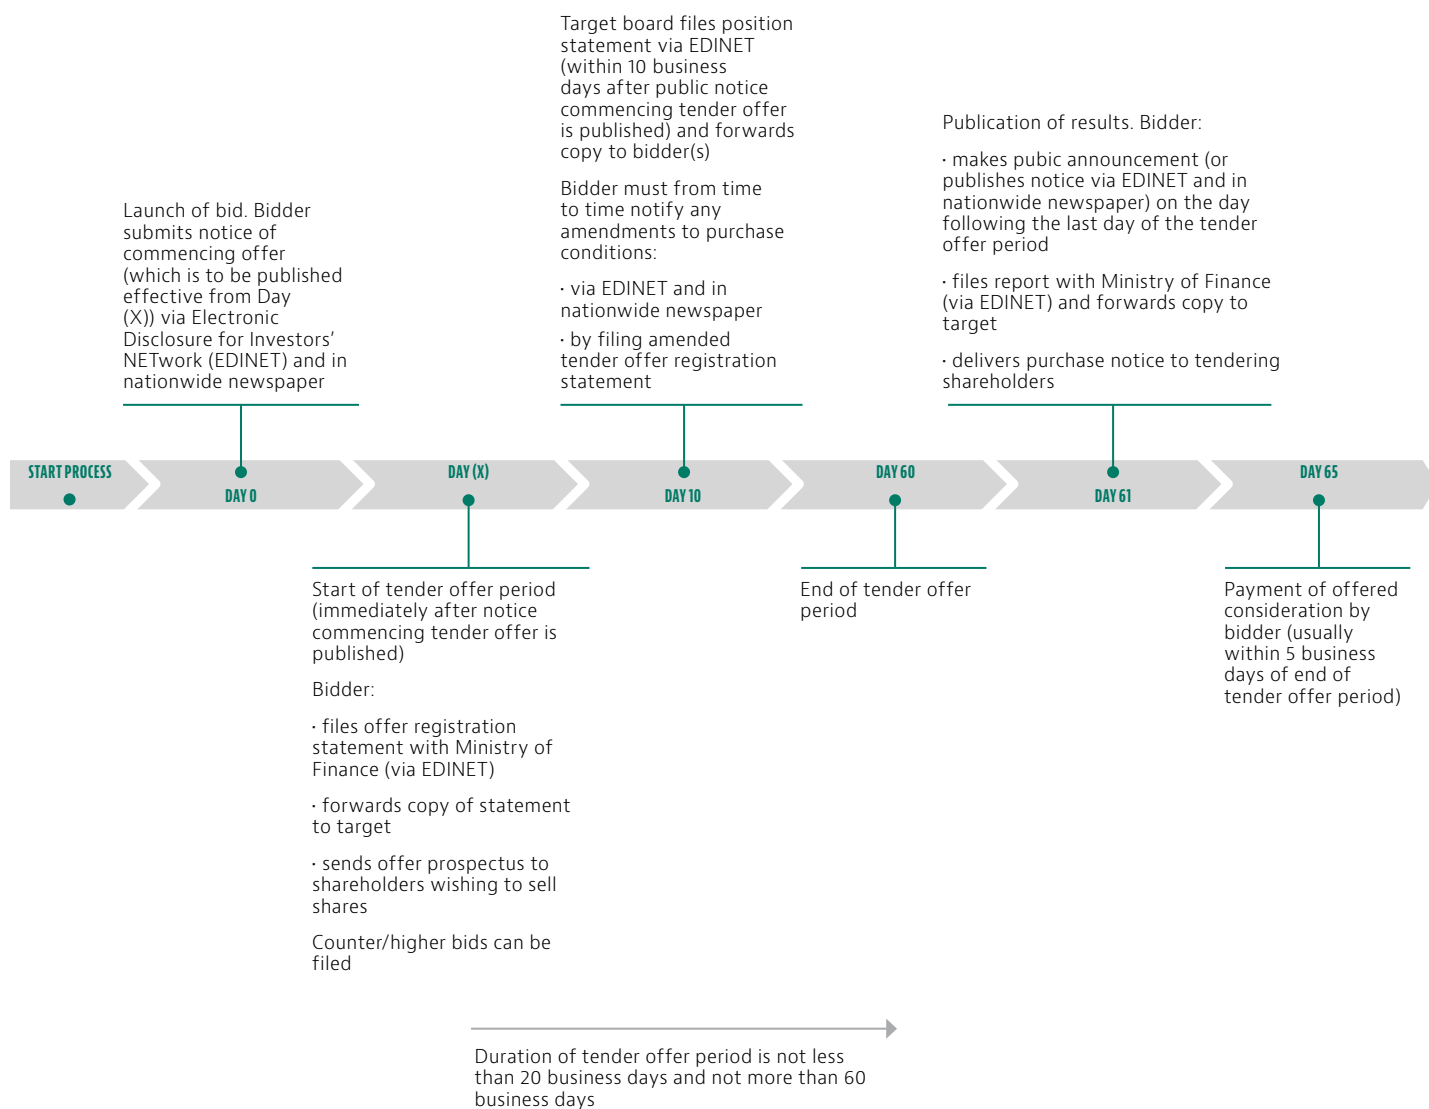 Target board files position
statement via EDINET
(within 10 business
days after public notice
commencing tender offer
is published) and forwards
copy to bidder(s)
Bidder must from time
to time notify any
amendments to purchase
conditions:
· via EDINET and in
nationwide newspaper
· by filing amended
tender offer registration
statement
Publication of results. Bidder:
· makes pubic announcement (or
publishes notice via EDINET and in
nationwide newspaper) on the day
following the last day of the tender
offer period
· files report with Ministry of Finance
(via EDINET) and forwards copy to
target
· delivers purchase notice to tendering
shareholders
Launch of bid. Bidder
submits notice of
commencing offer
(which is to be published
effective from Day
(X)) via Electronic
Disclosure for Investors’
NETwork (EDINET) and in
nationwide newspaper
START PROCESS
DAY 0
DAY (X)
DAY 10
DAY 60
DAY 61
DAY 65
Start of tender offer period
(immediately after notice
commencing tender offer is
published)
Bidder:
· files offer registration
statement with Ministry of
Finance (via EDINET)
· forwards copy of statement
to target
· sends offer prospectus to
shareholders wishing to sell
shares
Counter/higher bids can be
filed
End of tender offer
period
Payment of offered
consideration by
bidder (usually
within 5 business
days of end of
tender offer period)
Duration of tender offer period is not less
than 20 business days and not more than 60
business days